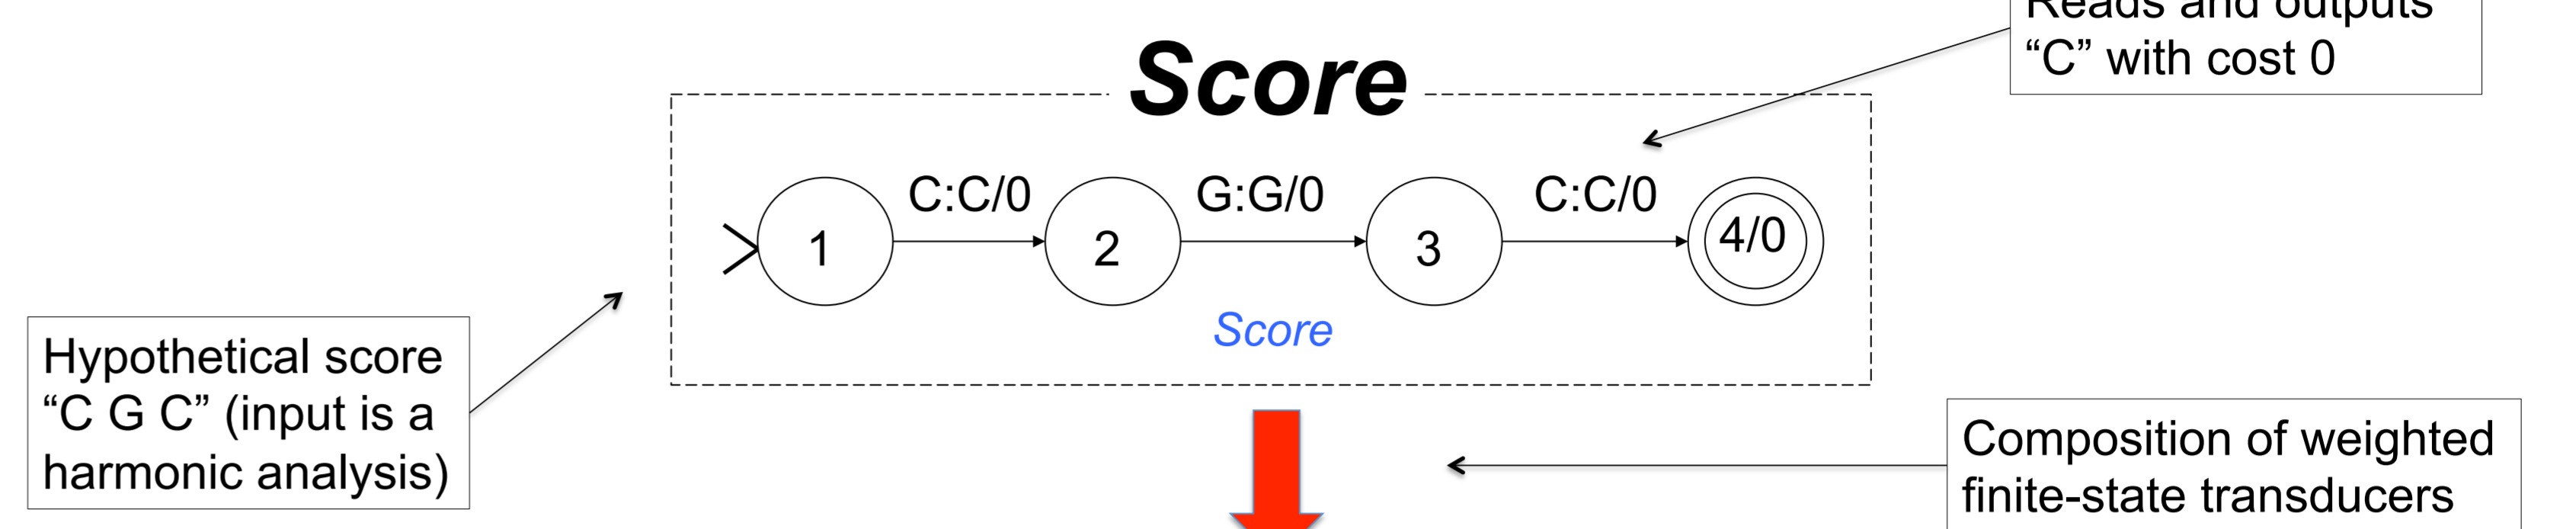 Reads and outputs
“C” with cost 0
Score
C:C/0 G:G/0 C:C/0
1 2 3 4/0
Score
Hypothetical score
“C G C” (input is a
harmonic analysis)
Composition of weighted
finite-state transducers